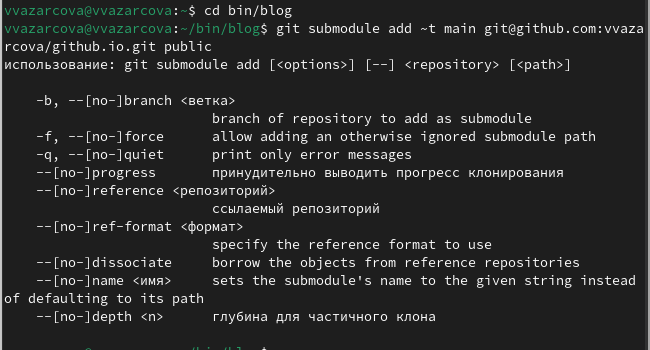 vvazarcova@vvazarcova:~$ cd bin/blog
vvazarcova@vvazarcova:~/bin/blog$ git submodule add ~t main git@github.com:vvaza
rcova/github.io.git public
использование: git submodule add [<options>] [--] <repository> [<path>]
-b, --[no-]branch <ветка>
branch of repository to add as submodule
-f, --[no-]force allow adding an otherwise ignored submodule path
-q, --[no-]quiet print only error messages
--[no-]progress принудительно выводить прогресс клонирования
--[no-]reference <репозиторий>
ссылаемый репозиторий
--[no-]ref-format <формат>
specify the reference format to use
--[no-]dissociate borrow the objects from reference repositories
--[no-]name <имя> sets the submodule's name to the given string instead
of defaulting to its path
--[no-]depth <n> глубина для частичного клона